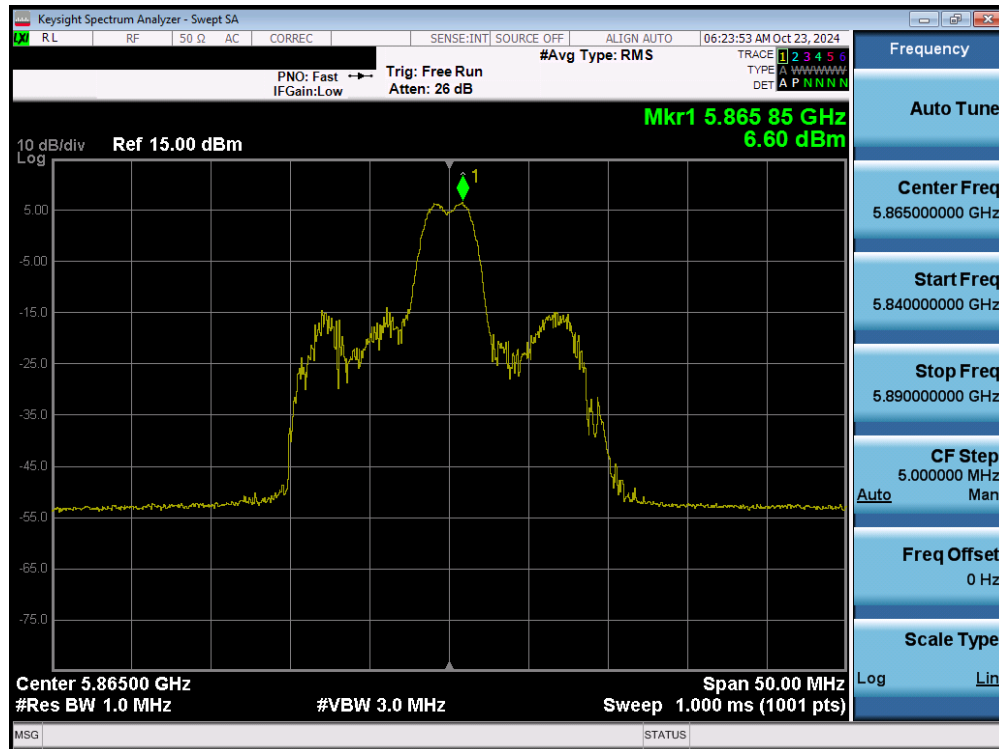 Keysight Spectrum Analyzer - Swept SA
LXI RL RF 50 Ω AC CORREC SENSE:INT SOURCE OFF ALIGN AUTO 06:23:53 AM Oct 23, 2024
#Avg Type: RMS
TRACE 1 2 3 4 5 6
PNO: Fast Trig: Free Run
TYPE A WWWWW
IFGain:Low Atten: 26 dB
DET A P N N N N
Mkr1 5.865 85 GHz
6.60 dBm
10 dB/div Ref 15.00 dBm
Log
1
5.00
-5.00
-15.0
-25.0
-35.0
-45.0
-55.0
-65.0
-75.0
Center 5.86500 GHz Span 50.00 MHz
#Res BW 1.0 MHz #VBW 3.0 MHz Sweep 1.000 ms (1001 pts)
MSG STATUS
Frequency
Auto Tune
Center Freq
5.865000000 GHz
Start Freq
5.840000000 GHz
Stop Freq
5.890000000 GHz
CF Step
5.000000 MHz
Auto Man
Freq Offset
0 Hz
Scale Type
Log Lin